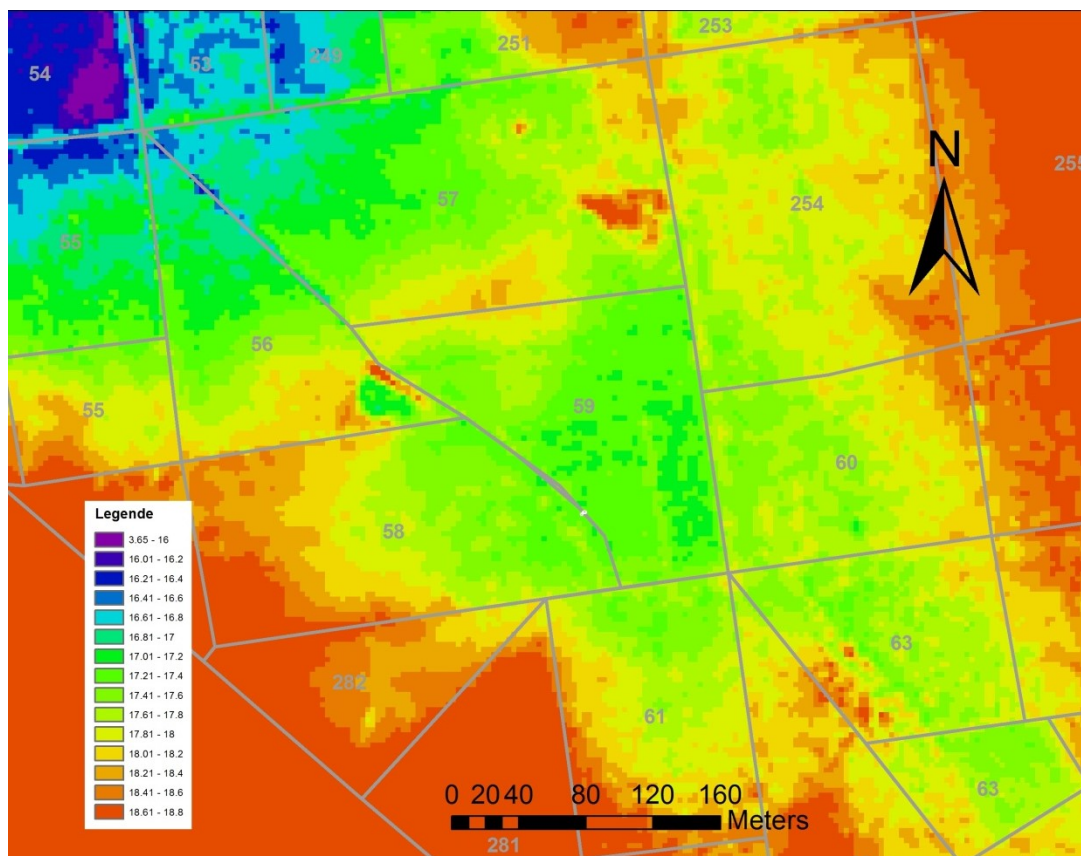 253
251
53
249
54
255
57
254
55
N
56
55
59
60
58
63
282
61
63
281
Legende
3.65 - 16
16.01 - 16.2
16.21 - 16.4
16.41 - 16.6
16.61 - 16.8
16.81 - 17
17.01 - 17.2
17.21 - 17.4
17.41 - 17.6
17.61 - 17.8
17.81 - 18
18.01 - 18.2
18.21 - 18.4
18.41 - 18.6
18.61 - 18.8
0 20 40 80 120 160
Meters